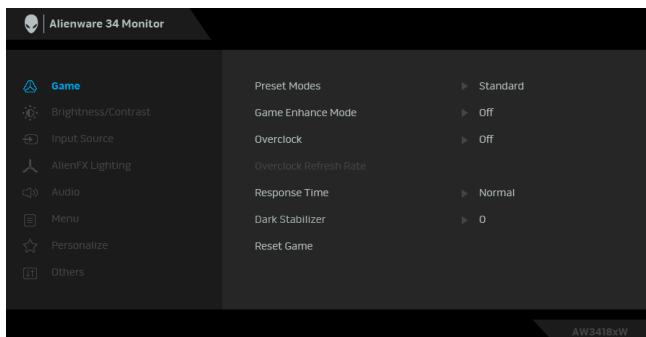 Alienware 34 Monitor
Game
Brightness/Contrast
Input Source
AlienFX Lighting
Audio
Menu
Personalize
Others
Preset Modes Standard
Game Enhance Mode Off
Overclock Off
Overclock Refresh Rate
Response Time Normal
Dark Stabilizer 0
Reset Game
AW3418xW